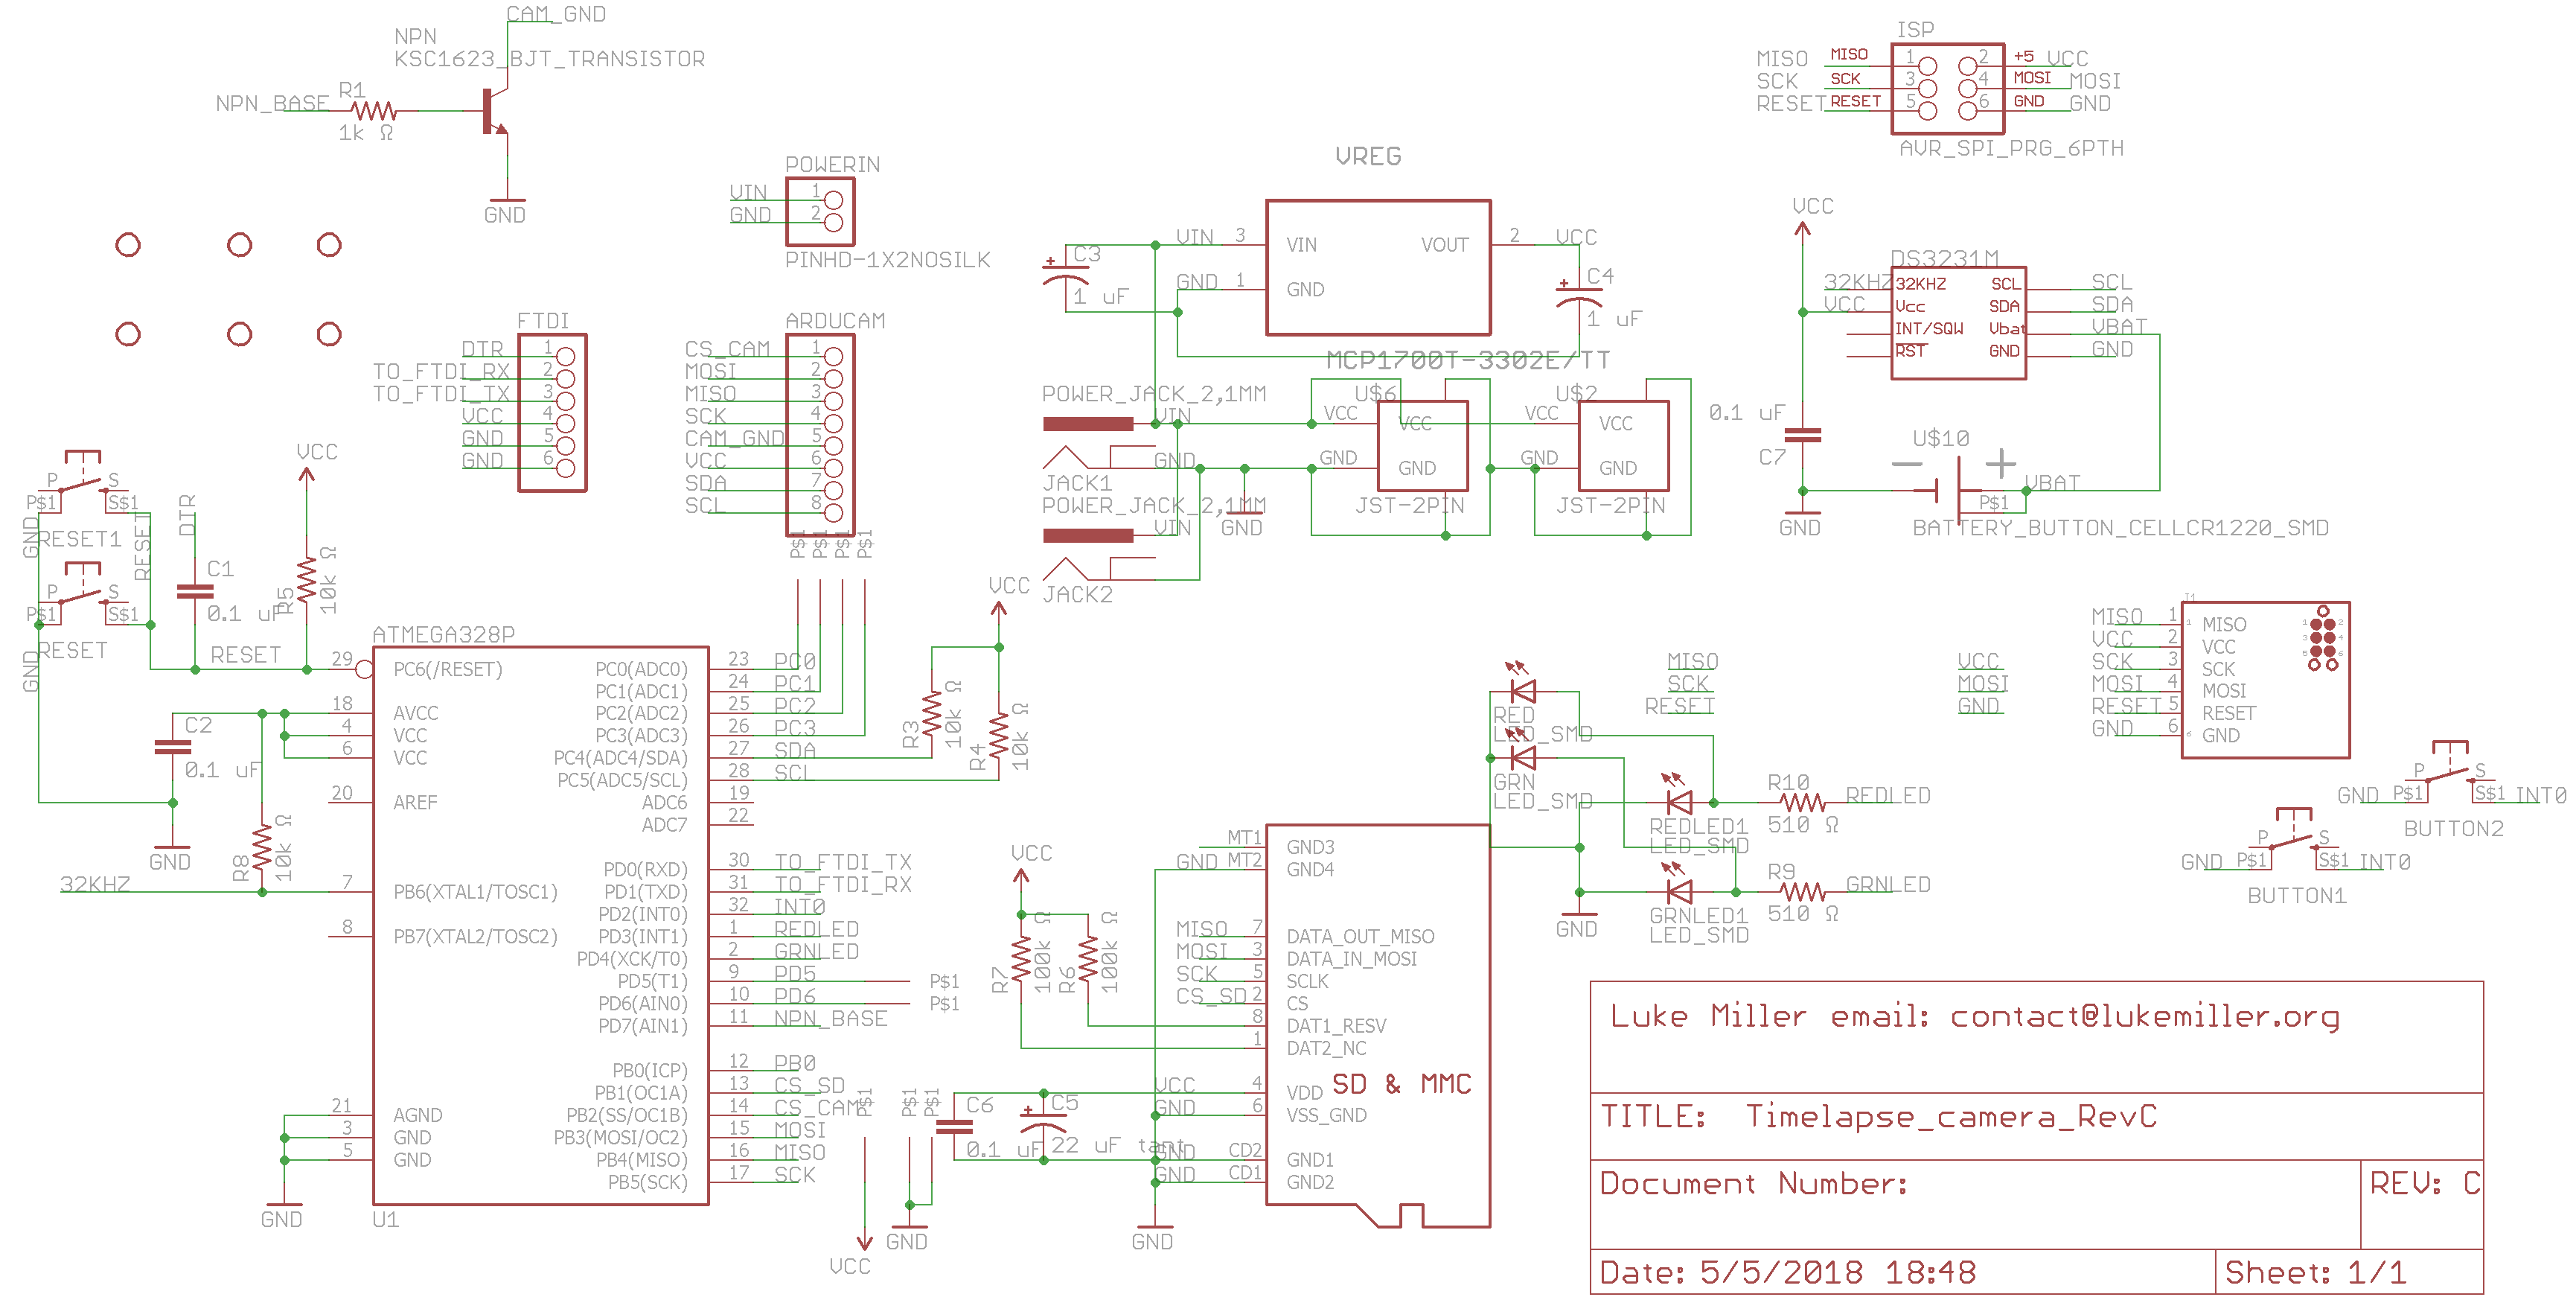 CAM_GND
NPN
KSC1623_BJT_TRANSISTOR
NPN_BASE
R1
1k Ω
GND
POWERIN
VIN 1
GND 2
PINHD-1X2NOSILK
VREG
VIN 3 VIN VOUT 2 VCC
GND 1 GND
C3
1 uF
C4
1 uF
MCP1700T-3302E/TT
ISP
MISO MISO 1 2 +5 VCC
SCK SCK 3 4 MOSI MOSI
RESET RESET 5 6 GND GND
AVR_SPI_PRG_6PTH
VCC
DS3231M
32KHZ 32KHZ SCL SCL
VCC Vcc SDA SDA
INT/SQW Vbat VBAT
RST GND GND
0.1 uF
C7
GND
U$10
VBAT
P$1
BATTERY_BUTTON_CELLCR1220_SMD
FTDI
DTR 1
TO_FTDI_RX 2
TO_FTDI_TX 3
VCC 4
GND 5
GND 6
ARDUCAM
CS_CAM 1
MOSI 2
MISO 3
SCK 4
CAM_GND 5
VCC 6
SDA 7
SCL 8
P$1 P$1 P$1 P$1
POWER_JACK_2,1MM
VIN
GND
JACK1
POWER_JACK_2,1MM
VIN
JACK2
GND
U$6
VCC VCC
GND GND
JST-2PIN
U$2
VCC VCC
GND GND
JST-2PIN
P S
P$1 S$1
RESET1
GND
RESET
P S
P$1 S$1
RESET
GND
DTR
C1
0.1 uF
VCC
R5
10k Ω
RESET
C2
0.1 uF
GND
R8
10k Ω
32KHZ
ATMEGA328P
29 PC6(/RESET) PC0(ADC0) 23 PC0
PC1(ADC1) 24 PC1
18 AVCC PC2(ADC2) 25 PC2
4 VCC PC3(ADC3) 26 PC3
6 VCC PC4(ADC4/SDA) 27 SDA
PC5(ADC5/SCL) 28 SCL
20 AREF ADC6 19
ADC7 22
PD0(RXD) 30 TO_FTDI_TX
7 PB6(XTAL1/TOSC1) PD1(TXD) 31 TO_FTDI_RX
PD2(INT0) 32 INT0
8 PB7(XTAL2/TOSC2) PD3(INT1) 1 REDLED
PD4(XCK/T0) 2 GRNLED
PD5(T1) 9 PD5 P$1
PD6(AIN0) 10 PD6 P$1
PD7(AIN1) 11 NPN_BASE
PB0(ICP) 12 PB0
PB1(OC1A) 13 CS_SD
21 AGND PB2(SS/OC1B) 14 CS_CAM
3 GND PB3(MOSI/OC2) 15 MOSI
5 GND PB4(MISO) 16 MISO
PB5(SCK) 17 SCK
GND
U1
P$1 P$1 P$1
VCC
GND
VCC
R3
10k Ω
R4
10k Ω
VCC
R7
100k Ω
R6
100k Ω
C6
0.1 uF
C5
22 uF tant
GND
MT1 GND3
GND MT2 GND4
MISO 7 DATA_OUT_MISO
MOSI 3 DATA_IN_MOSI
SCK 5 SCLK
CS_SD 2 CS
8 DAT1_RESV
1 DAT2_NC
VCC 4 VDD
GND 6 VSS_GND
GND CD2 GND1
GND CD1 GND2
SD & MMC
RED
LED_SMD
GRN
LED_SMD
REDLED1
LED_SMD
GRNLED1
LED_SMD
GND
R10
510 Ω
REDLED
R9
510 Ω
GRNLED
MISO VCC
SCK MOSI
RESET GND
J1
MISO 1 1 MISO 1 2
VCC 2 VCC 3 4
SCK 3 SCK 5 6
MOSI 4 MOSI
RESET 5 RESET
GND 6 6 GND
P S
GND P$1 S$1 INT0
BUTTON2
P S
GND P$1 S$1 INT0
BUTTON1
Luke Miller email: contact@lukemiller.org
TITLE: Timelapse_camera_RevC
Document Number:
REV: C
Date: 5/5/2018 18:48
Sheet: 1/1